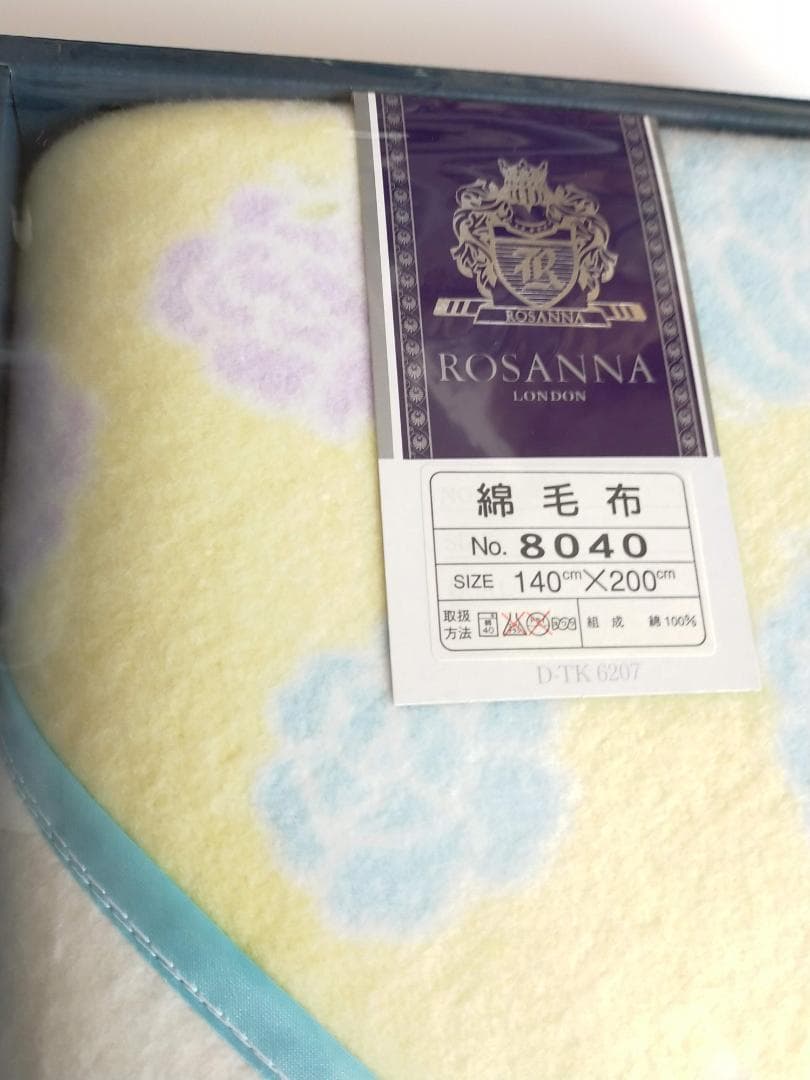 R
ROSANNA
ROSANNA
LONDON
綿毛布
No. 8040
SIZE 140cm×200cm
取扱方法 40 組成 綿100%
D-TK 6207